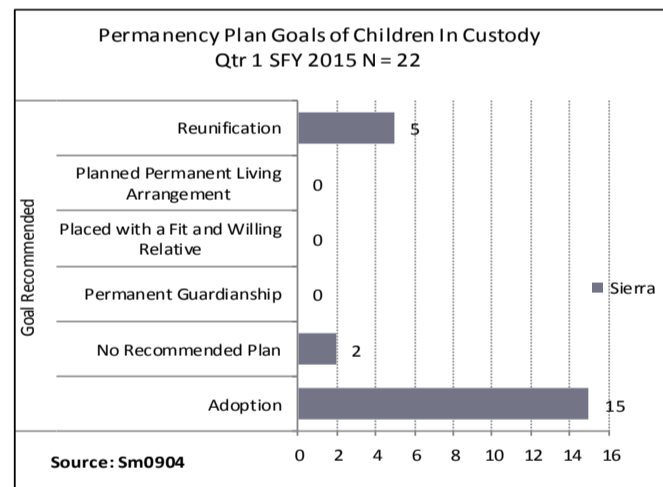 Permanency Plan Goals of Children In Custody
Qtr 1 SFY 2015 N = 22
Goal Recommended
Reunification
5
Planned Permanent Living
Arrangement
0
Placed with a Fit and Willing
Relative
0
Permanent Guardianship
0
No Recommended Plan
2
Adoption
15
Sierra
0 2 4 6 8 10 12 14 16
Source: Sm0904